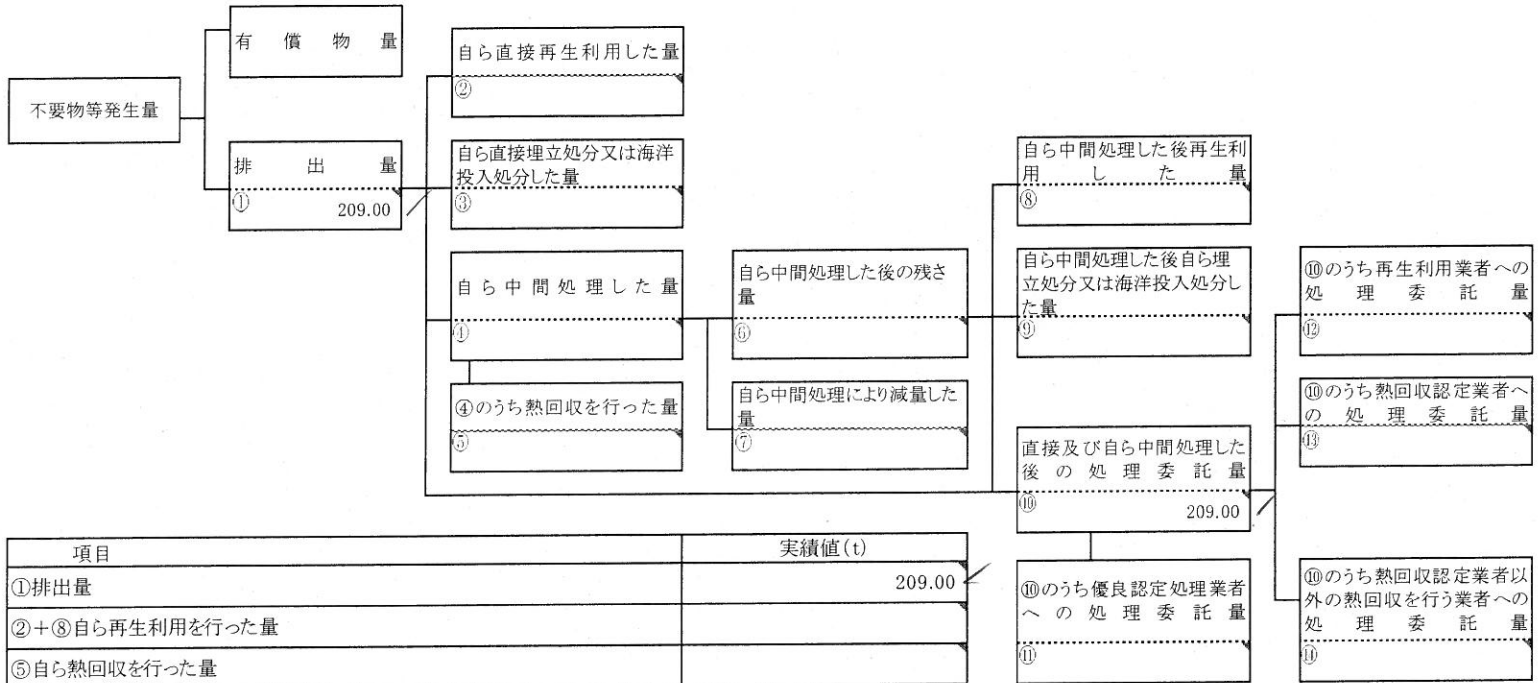 不要物等発生量
有償物量
排出量
①
209.00
自ら直接再生利用した量
②
自ら直接埋立処分又は海洋
投入処分した量
③
自ら中間処理した量
④
④のうち熱回収を行った量
⑤
自ら中間処理した後の残さ
量
⑥
自ら中間処理により減量した
量
⑦
自ら中間処理した後再生利
用した量
⑧
自ら中間処理した後自ら埋
立処分又は海洋投入処分し
た量
⑨
直接及び自ら中間処理した
後の処理委託量
⑩
209.00
⑩のうち優良認定処理業者
への処理委託量
⑪
⑩のうち再生利用業者への
処理委託量
⑫
⑩のうち熱回収認定業者へ
の処理委託量
⑬
⑩のうち熱回収認定業者以
外の熱回収を行う業者への
処理委託量
⑭
項目 実績値(t)
①排出量 209.00
②+⑧自ら再生利用を行った量
⑤自ら熱回収を行った量